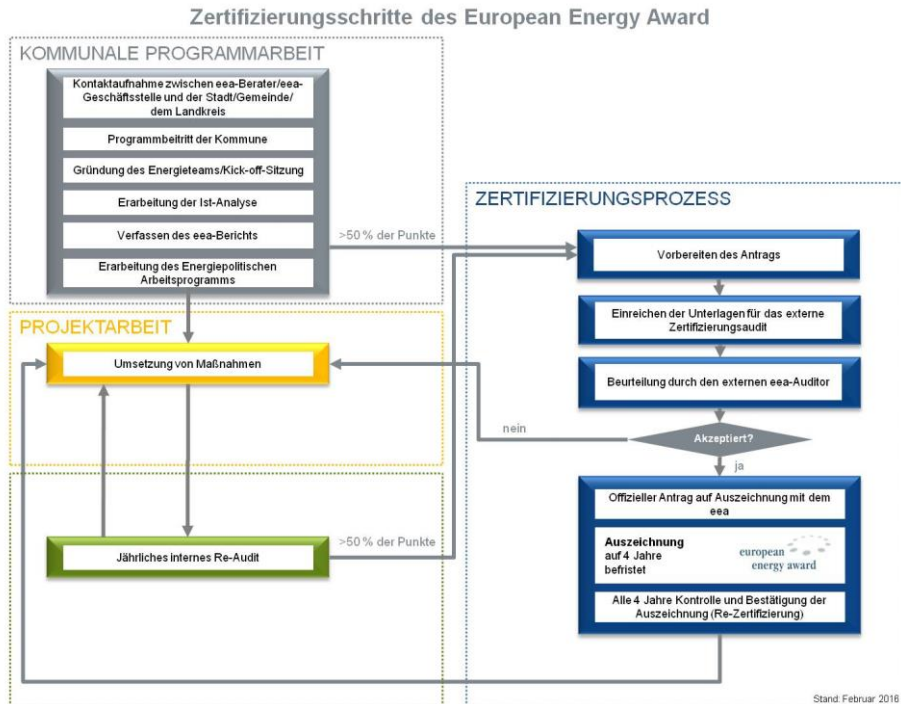 Zertifizierungsschritte des European Energy Award
KOMMUNALE PROGRAMMARBEIT
Kontaktaufnahme zwischen eea-Berater/eea-
Geschäftsstelle und der Stadt/Gemeinde/
dem Landkreis
Programmbeitritt der Kommune
Gründung des Energieteams/Kick-off-Sitzung
Erarbeitung der Ist-Analyse
Verfassen des eea-Berichts
Erarbeitung des Energiepolitischen
Arbeitsprogramms
>50 % der Punkte
PROJEKTARBEIT
Umsetzung von Maßnahmen
Jährliches internes Re-Audit
>50 % der Punkte
ZERTIFIZIERUNGSPROZESS
Vorbereiten des Antrags
Einreichen der Unterlagen für das externe
Zertifizierungsaudit
Beurteilung durch den externen eea-Auditor
Akzeptiert?
nein
ja
Offizieller Antrag auf Auszeichnung mit dem
eea
Auszeichnung
auf 4 Jahre
befristet
european
energy award
Alle 4 Jahre Kontrolle und Bestätigung der
Auszeichnung (Re-Zertifizierung)
Stand: Februar 2016